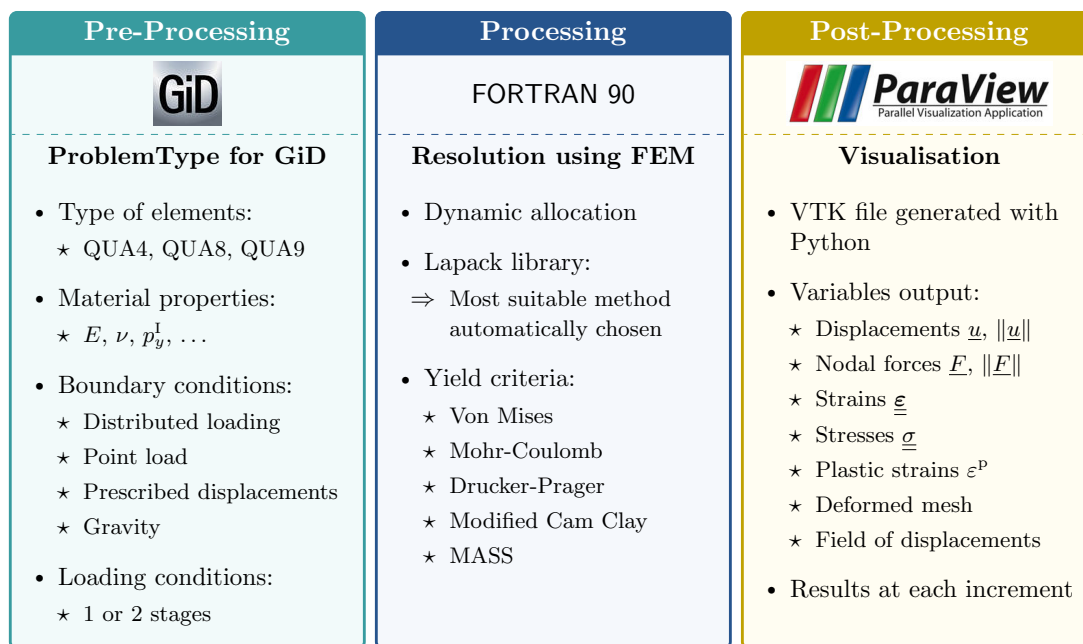 Pre-Processing
GiD
ProblemType for GiD
• Type of elements:
⋆ QUA4, QUA8, QUA9
• Material properties:
⋆ E, ν, p_y^I, …
• Boundary conditions:
⋆ Distributed loading
⋆ Point load
⋆ Prescribed displacements
⋆ Gravity
• Loading conditions:
⋆ 1 or 2 stages
Processing
FORTRAN 90
Resolution using FEM
• Dynamic allocation
• Lapack library:
⇒ Most suitable method
automatically chosen
• Yield criteria:
⋆ Von Mises
⋆ Mohr-Coulomb
⋆ Drucker-Prager
⋆ Modified Cam Clay
⋆ MASS
Post-Processing
ParaView
Parallel Visualization Application
Visualisation
• VTK file generated with
Python
• Variables output:
⋆ Displacements u̲, ‖u̲‖
⋆ Nodal forces F̲, ‖F̲‖
⋆ Strains ε̳
⋆ Stresses σ̳
⋆ Plastic strains ε^p
⋆ Deformed mesh
⋆ Field of displacements
• Results at each increment